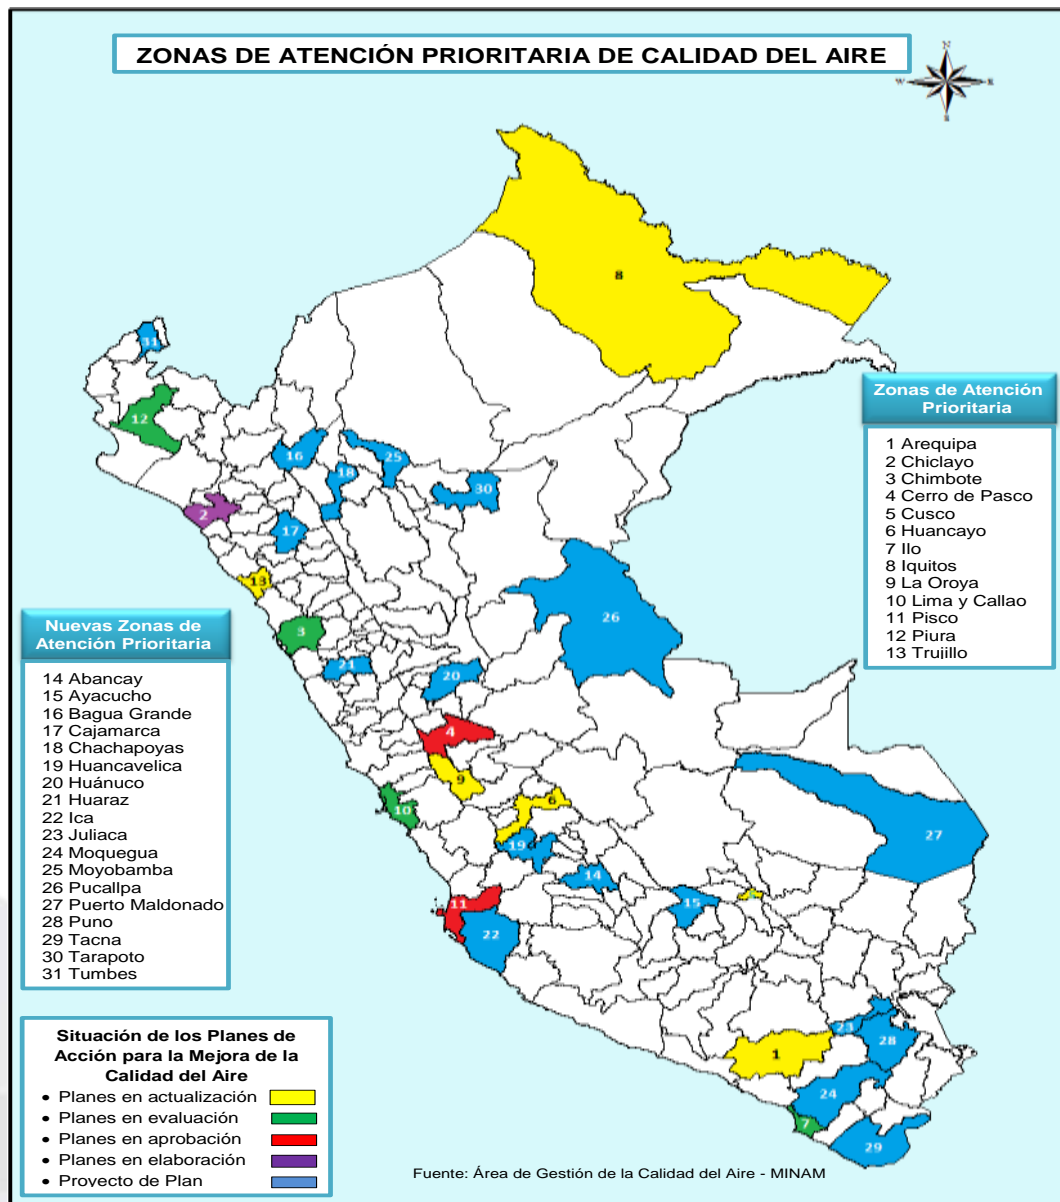 ZONAS DE ATENCIÓN PRIORITARIA DE CALIDAD DEL AIRE
N
W
E
S
8
31
12
16
25
18
30
2
17
13
26
3
21
20
4
9
10
6
19
27
14
11
15
22
23
1
28
24
7
29
Zonas de Atención
Prioritaria
1 Arequipa
2 Chiclayo
3 Chimbote
4 Cerro de Pasco
5 Cusco
6 Huancayo
7 Ilo
8 Iquitos
9 La Oroya
10 Lima y Callao
11 Pisco
12 Piura
13 Trujillo
Nuevas Zonas de
Atención Prioritaria
14 Abancay
15 Ayacucho
16 Bagua Grande
17 Cajamarca
18 Chachapoyas
19 Huancavelica
20 Huánuco
21 Huaraz
22 Ica
23 Juliaca
24 Moquegua
25 Moyobamba
26 Pucallpa
27 Puerto Maldonado
28 Puno
29 Tacna
30 Tarapoto
31 Tumbes
Situación de los Planes de
Acción para la Mejora de la
Calidad del Aire
• Planes en actualización
• Planes en evaluación
• Planes en aprobación
• Planes en elaboración
• Proyecto de Plan
Fuente: Área de Gestión de la Calidad del Aire - MINAM